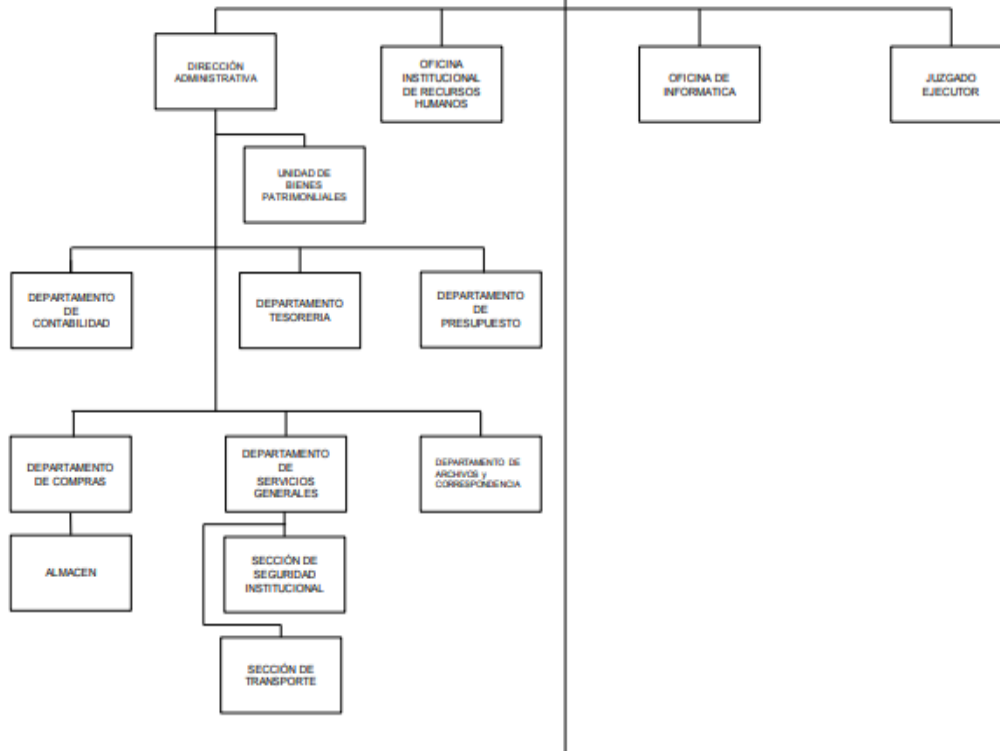 DIRECCIÓN
ADMINISTRATIVA
OFICINA
INSTITUCIONAL
DE RECURSOS
HUMANOS
OFICINA DE
INFORMATICA
JUZGADO
EJECUTOR
UNIDAD DE
BIENES
PATRIMONLIALES
DEPARTAMENTO
DE
CONTABILIDAD
DEPARTAMENTO
TESORERIA
DEPARTAMENTO
DE
PRESUPUESTO
DEPARTAMENTO
DE COMPRAS
DEPARTAMENTO
DE
SERVICIOS
GENERALES
DEPARTAMENTO DE
ARCHIVOS y
CORRESPONDENCIA
ALMACEN
SECCIÓN DE
SEGURIDAD
INSTITUCIONAL
SECCIÓN DE
TRANSPORTE